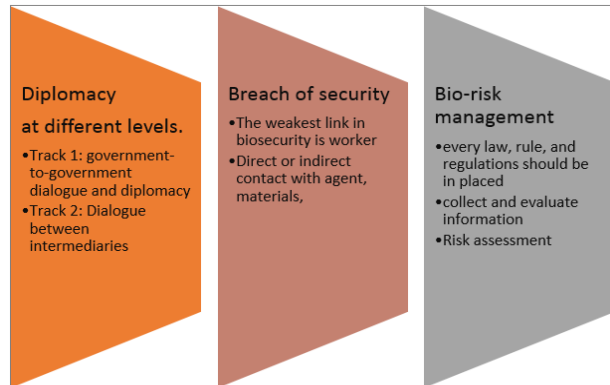 Diplomacy
at different levels.
•Track 1: government-
to-government
dialogue and diplomacy
•Track 2: Dialogue
between
intermediaries
Breach of security
•The weakest link in
biosecurity is worker
•Direct or indirect
contact with agent,
materials,
Bio-risk
management
•every law, rule, and
regulations should be
in placed
•collect and evaluate
information
•Risk assessment